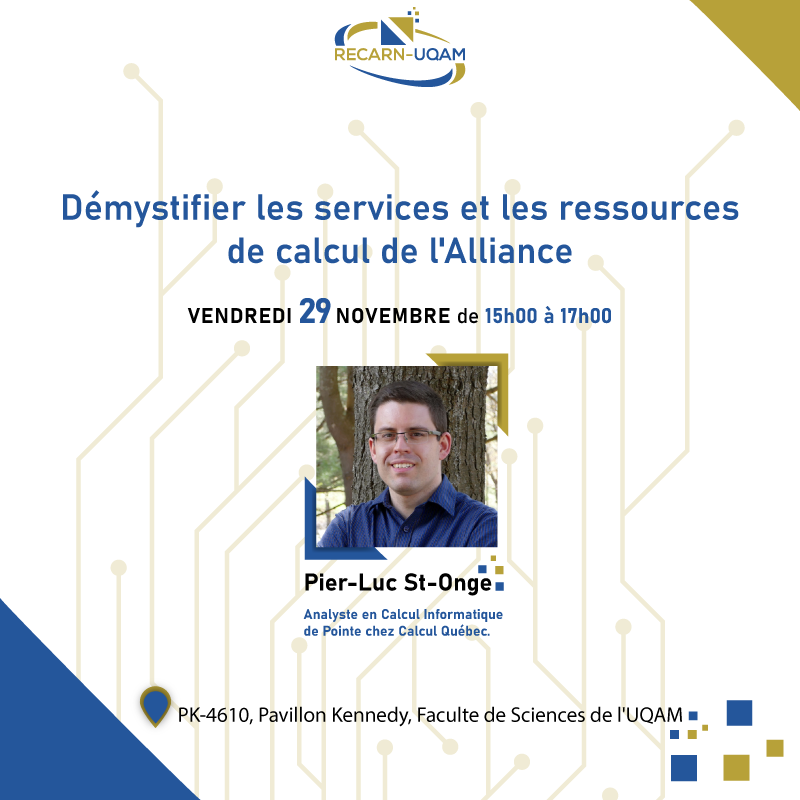 RECARN-UQAM
Démystifier les services et les ressources
de calcul de l'Alliance
VENDREDI 29 NOVEMBRE de 15h00 à 17h00
Pier-Luc St-Onge
Analyste en Calcul Informatique
de Pointe chez Calcul Québec.
PK-4610, Pavillon Kennedy, Faculte de Sciences de l'UQAM